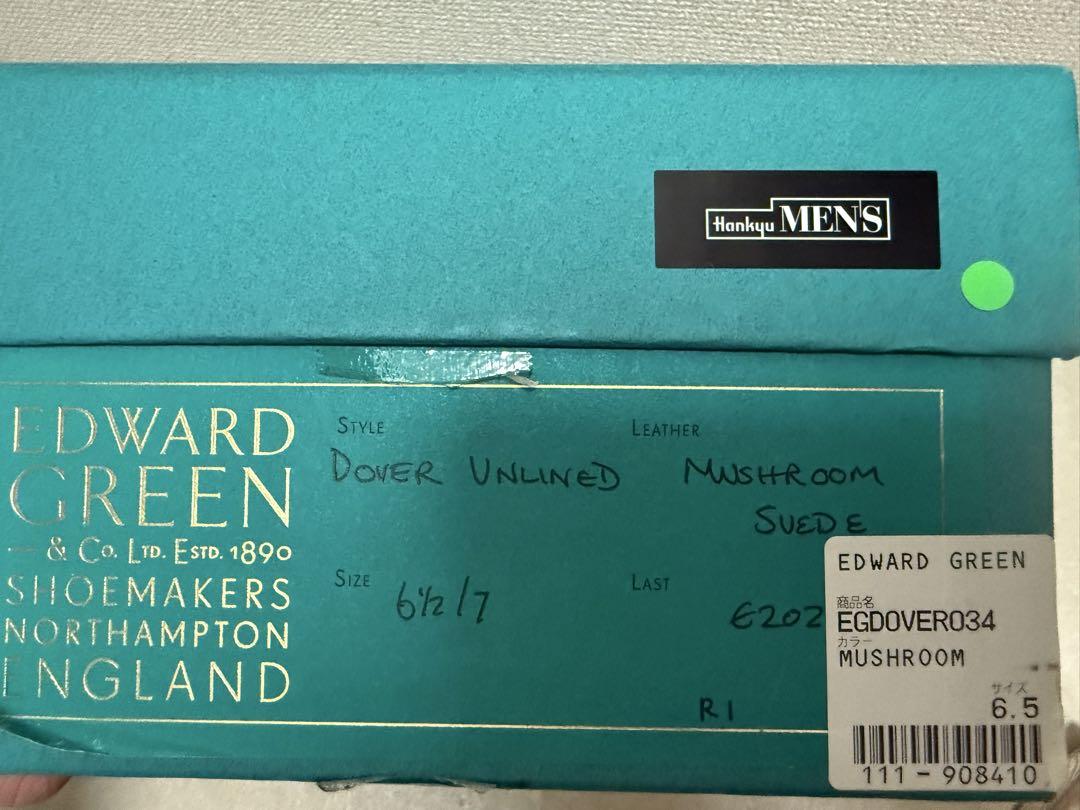 Hankyu MEN'S
EDWARD
GREEN
& Co. LTD. ESTD. 1890
SHOEMAKERS
NORTHAMPTON
ENGLAND
STYLE
DOVER UNLINED
LEATHER
MUSHROOM
SUEDE
SIZE
6 1/2 / 7
LAST
E202
R1
EDWARD GREEN
商品名
EGDOVER034
カラー
MUSHROOM
サイズ
6.5
111-908410